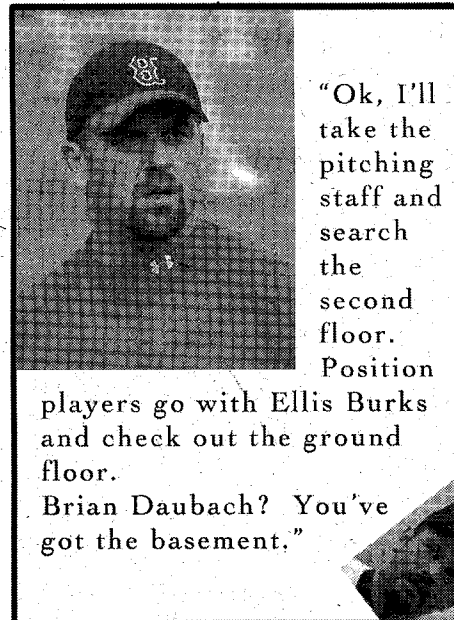 "Ok, I'll
take the
pitching
staff and
search
the
second
floor.
Position
players go with Ellis Burks
and check out the ground
floor.
Brian Daubach? You've
got the basement."